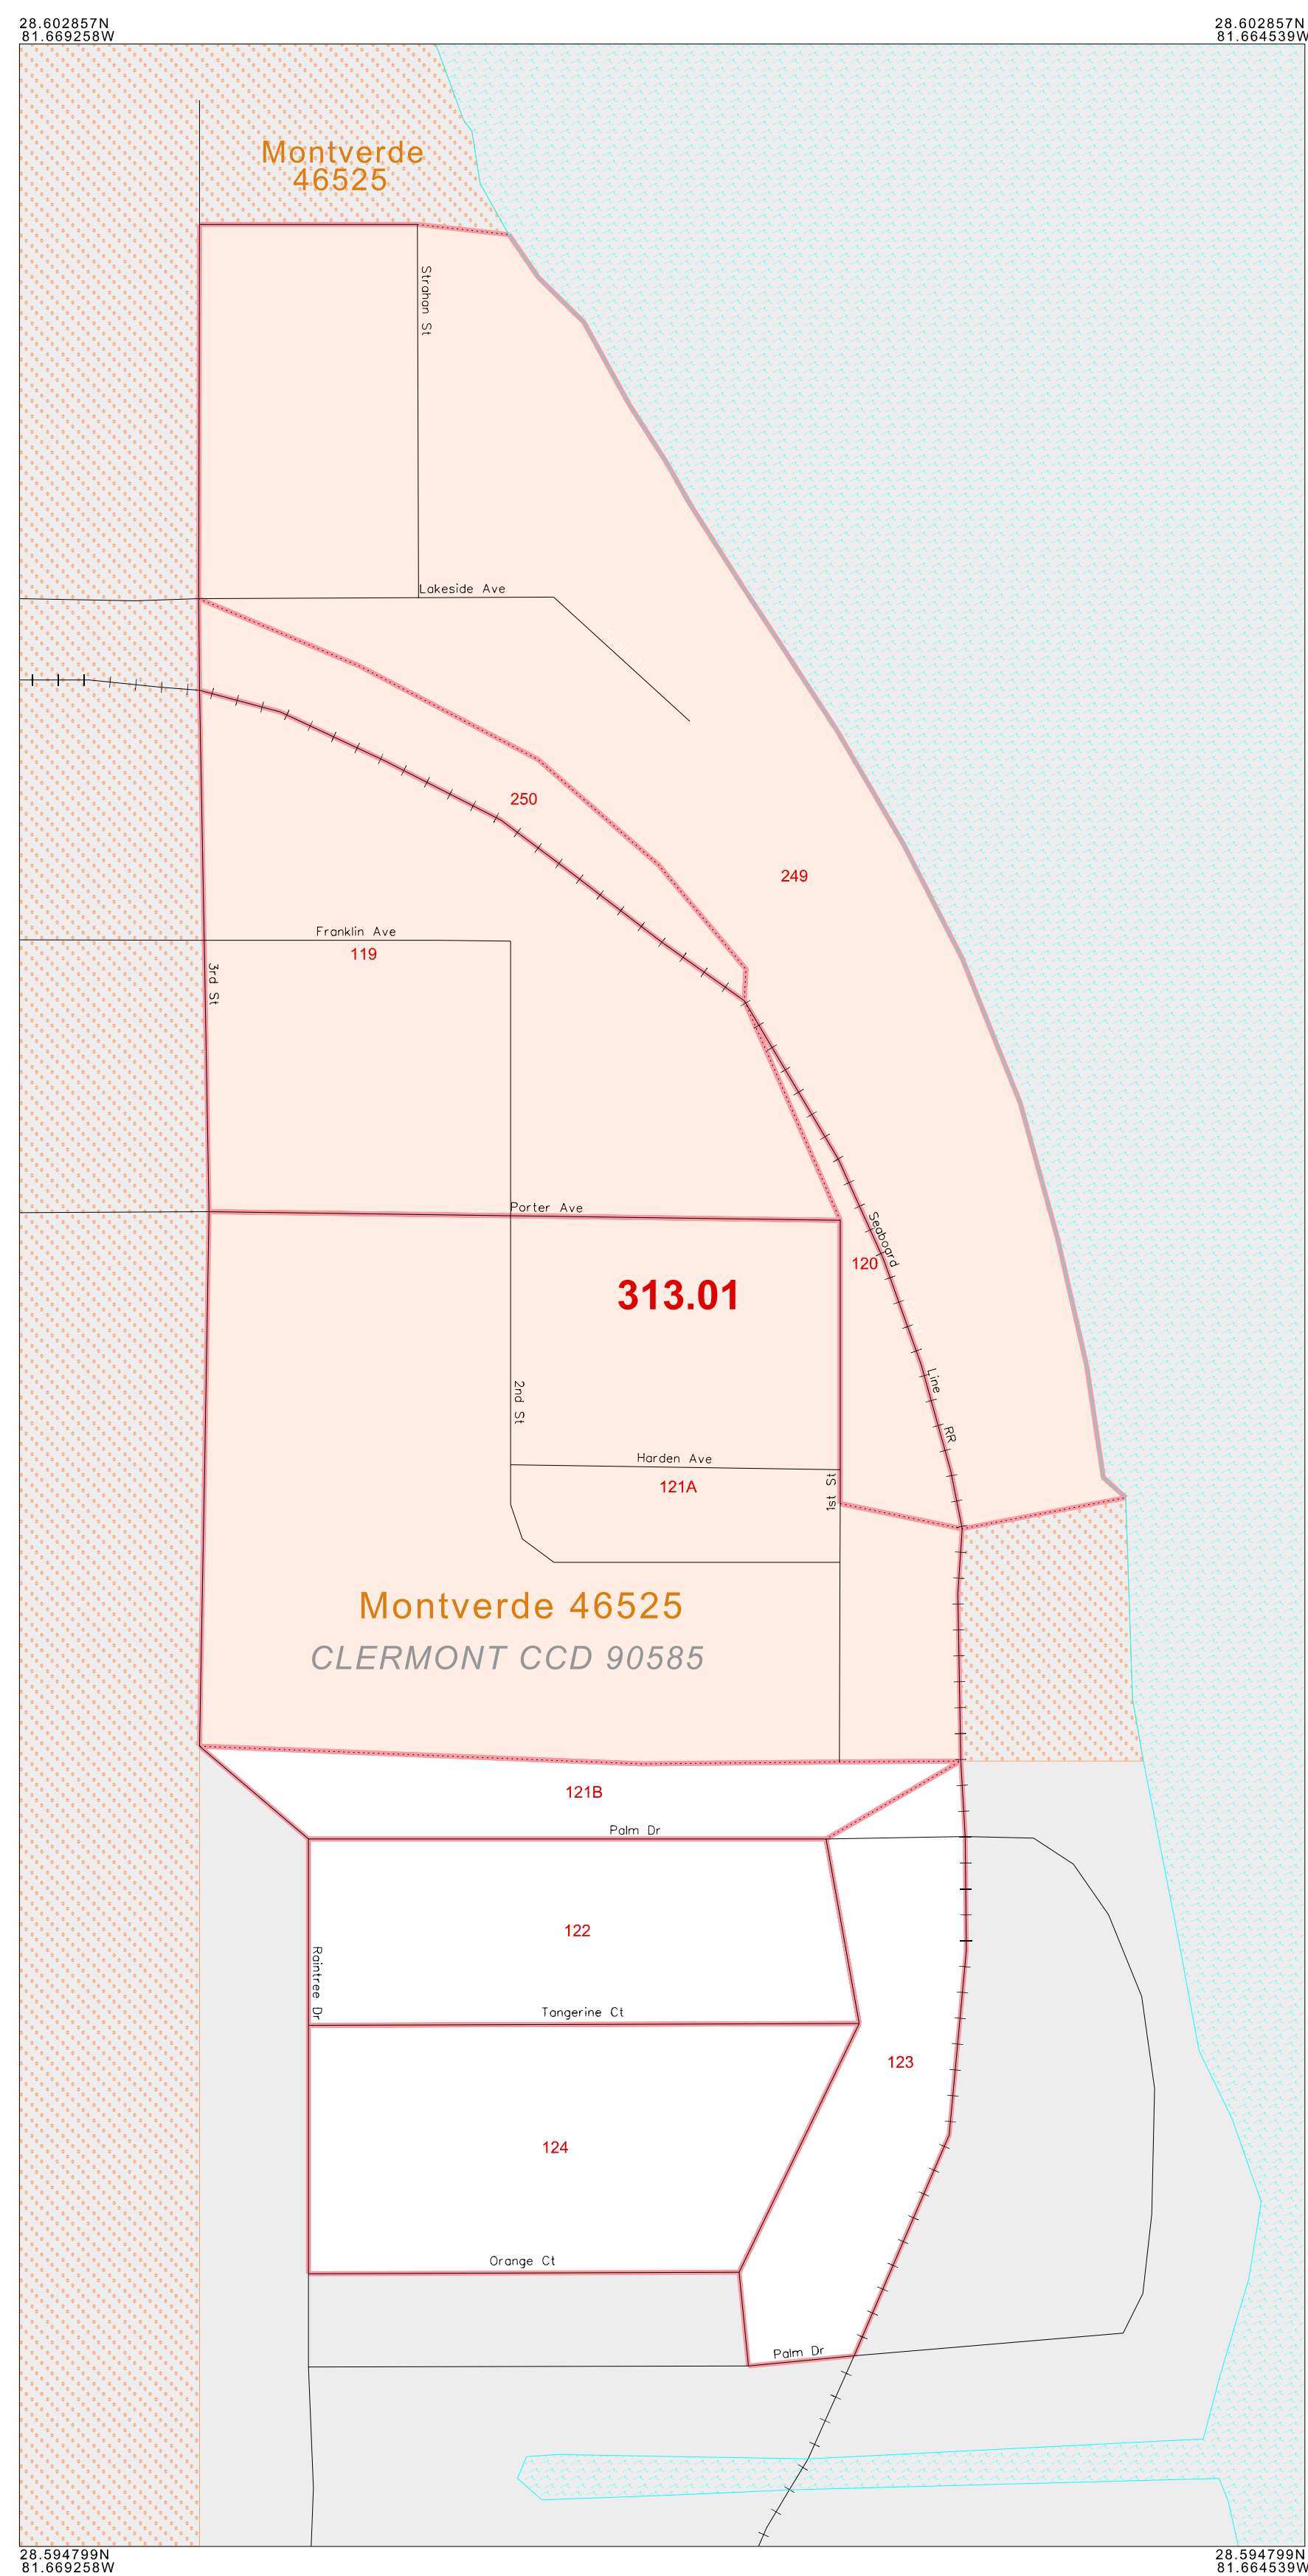 28.602857N
81.669258W
28.602857N
81.664539W
Montverde
46525
Strahan St
Lakeside Ave
250
249
Franklin Ave
119
3rd St
Porter Ave
Seaboard
120
313.01
Line
2nd St
RR
Harden Ave
121A
1st St
Montverde 46525
CLERMONT CCD 90585
121B
Palm Dr
122
Raintree Dr
Tangerine Ct
123
124
Orange Ct
Palm Dr
28.594799N
81.669258W
28.594799N
81.664539W